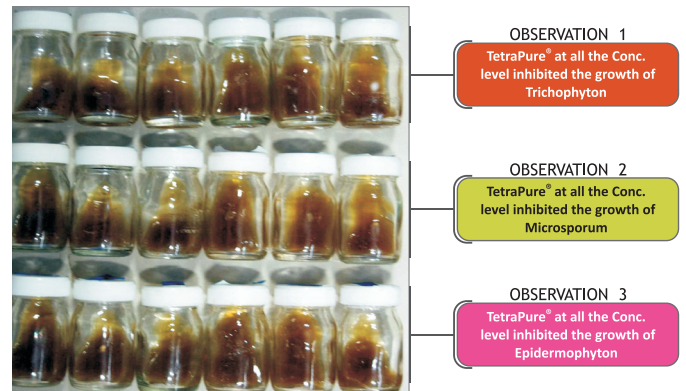 OBSERVATION 1
TetraPure® at all the Conc.
level inhibited the growth of
Trichophyton
OBSERVATION 2
TetraPure® at all the Conc.
level inhibited the growth of
Microsporum
OBSERVATION 3
TetraPure® at all the Conc.
level inhibited the growth of
Epidermophyton